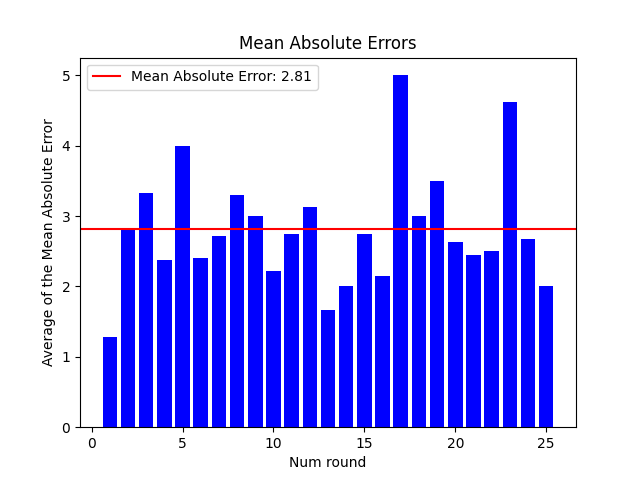 Mean Absolute Errors
Mean Absolute Error: 2.81
Average of the Mean Absolute Error
5
4
3
2
1
0
0 5 10 15 20 25
Num round